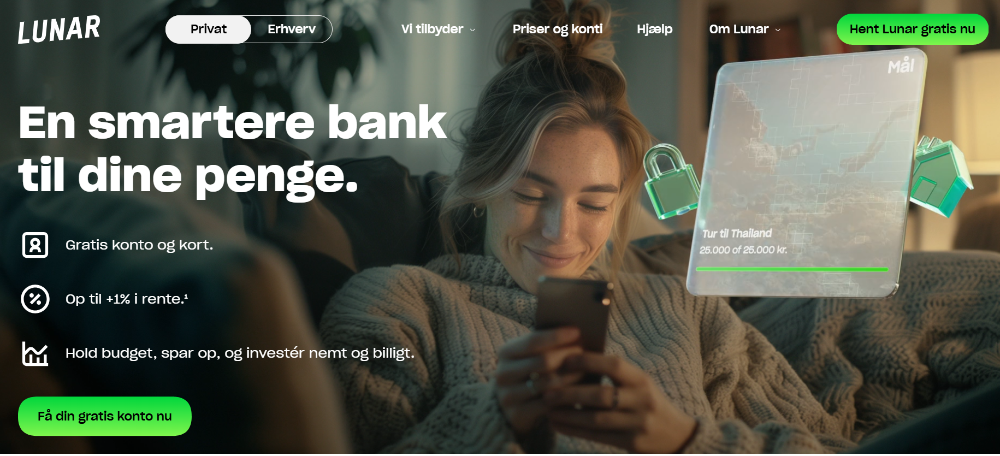 LUNAR
Privat
Erhverv
Vi tilbyder
Priser og konti
Hjælp
Om Lunar
Hent Lunar gratis nu
En smartere bank
til dine penge.
Gratis konto og kort.
Op til +1% i rente.¹
Hold budget, spar op, og investér nemt og billigt.
Få din gratis konto nu
Mål
Tur til Thailand
25.000 of 25.000 kr.